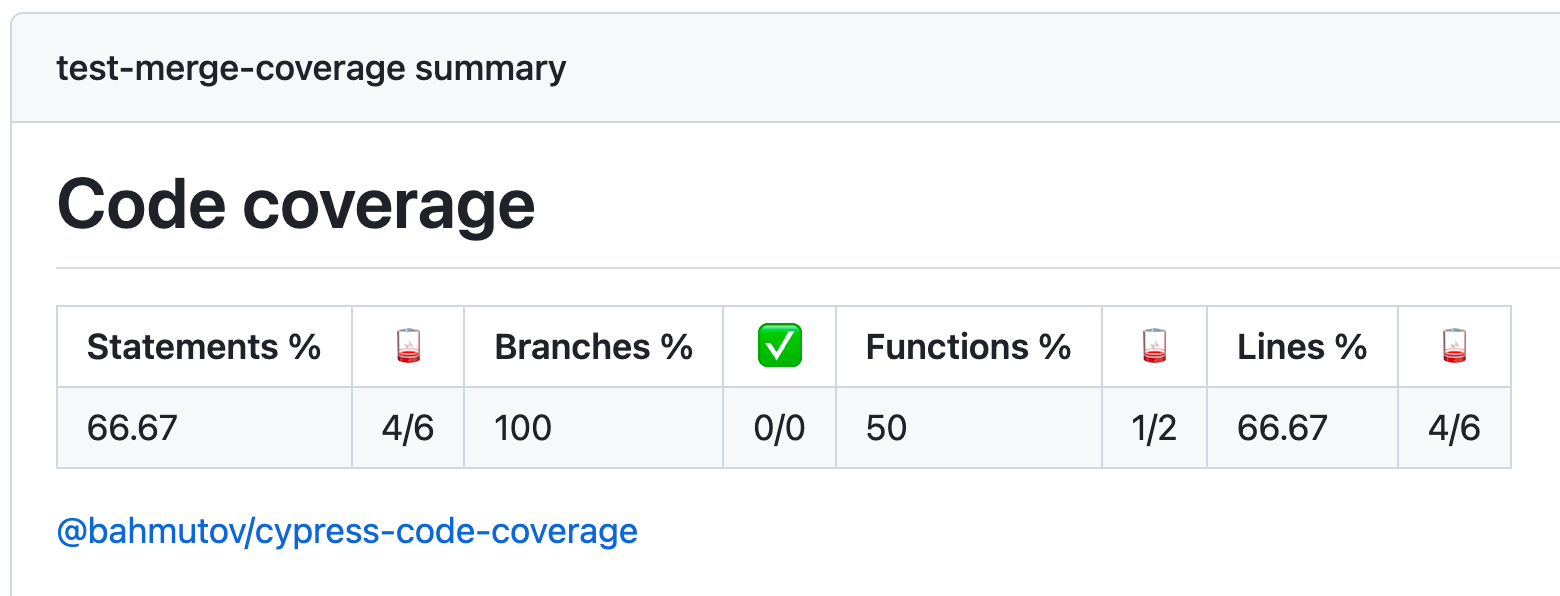 test-merge-coverage summary
Code coverage
Statements % 🪫 Branches % ✅ Functions % 🪫 Lines % 🪫
66.67 4/6 100 0/0 50 1/2 66.67 4/6
@bahmutov/cypress-code-coverage